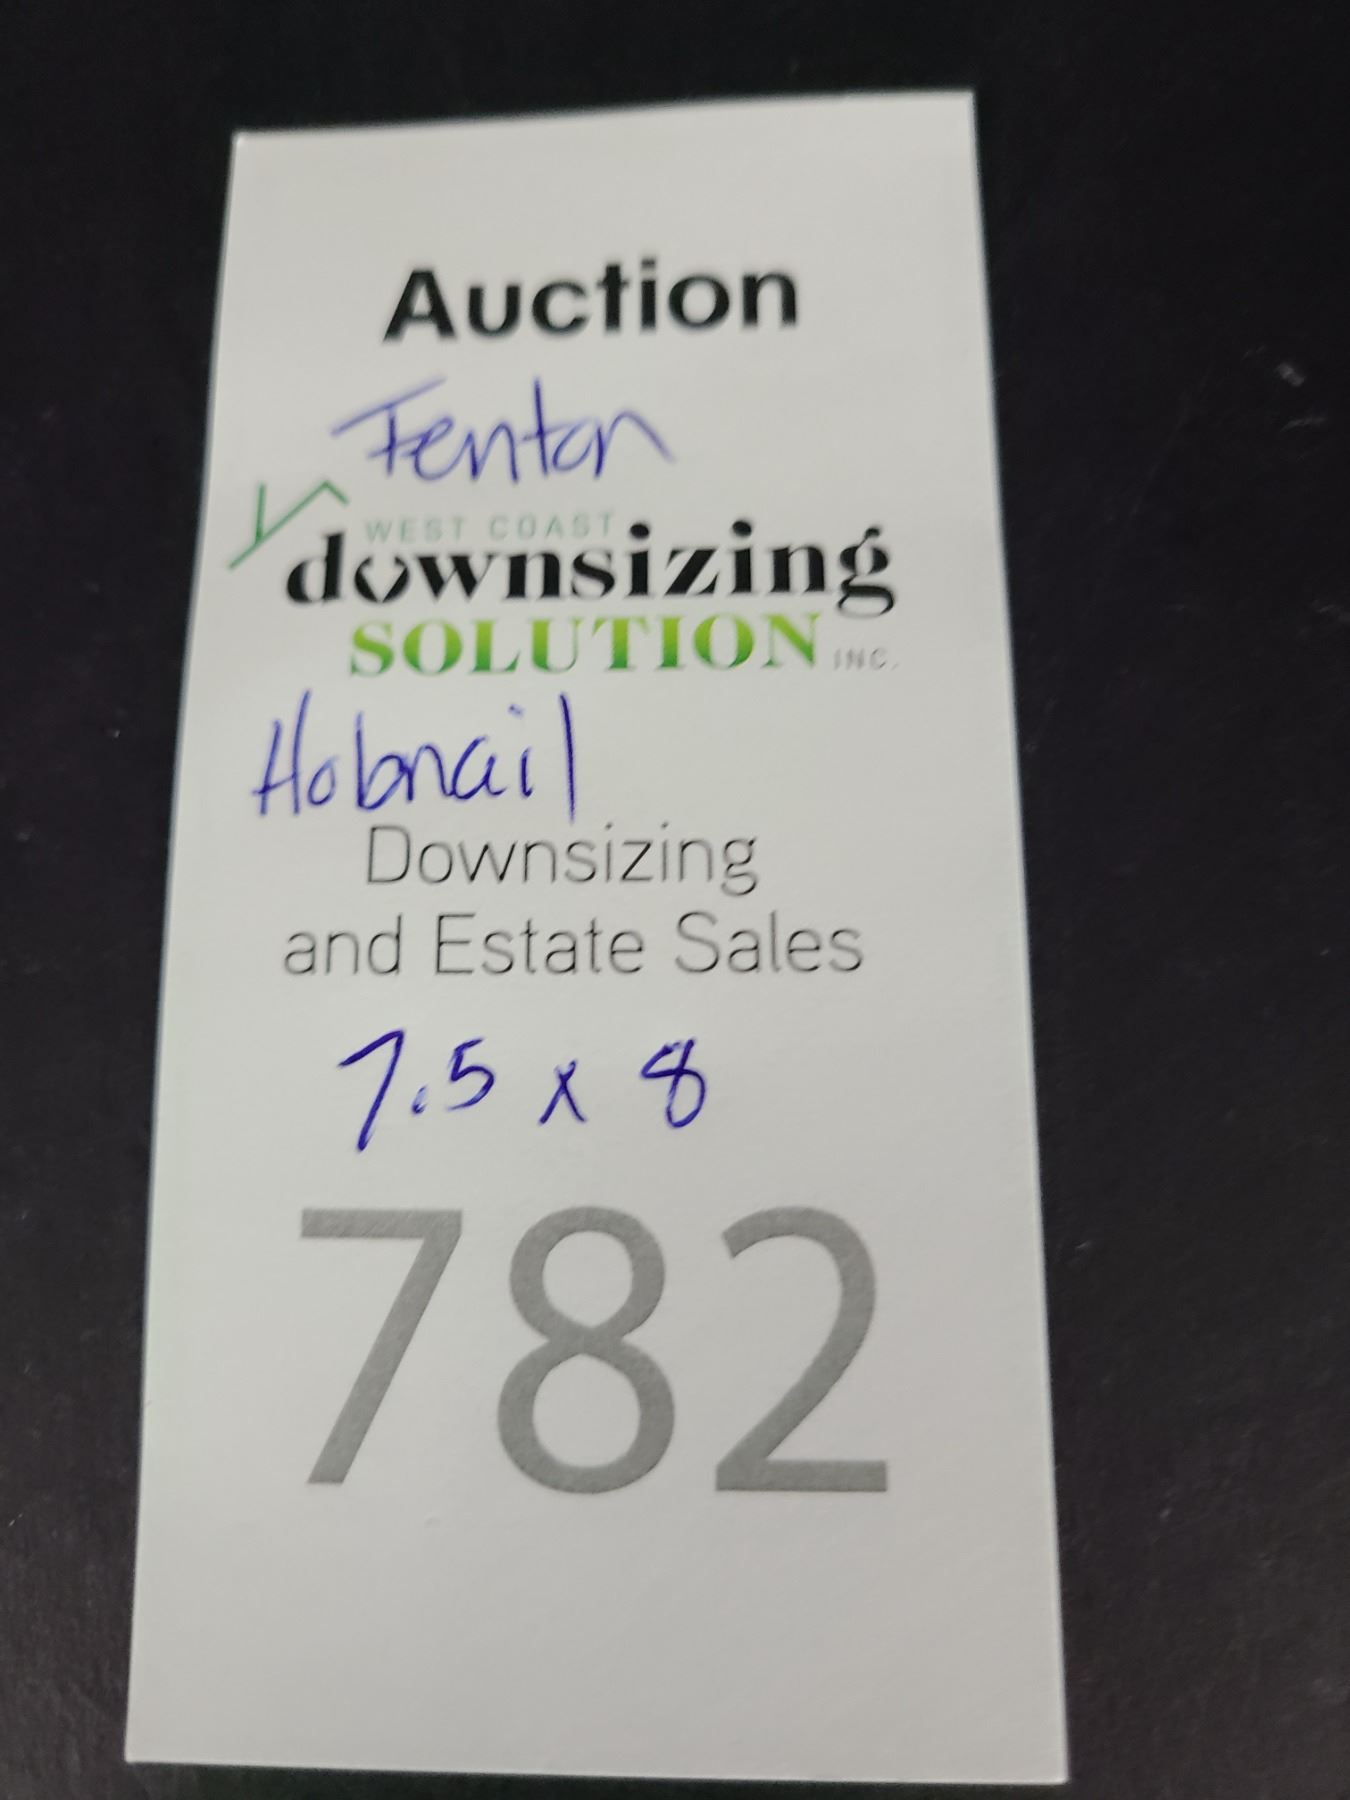 Auction
Fenton
WEST COAST
downsizing
SOLUTION INC.
Hobnail
Downsizing
and Estate Sales
7.5 x 8
782